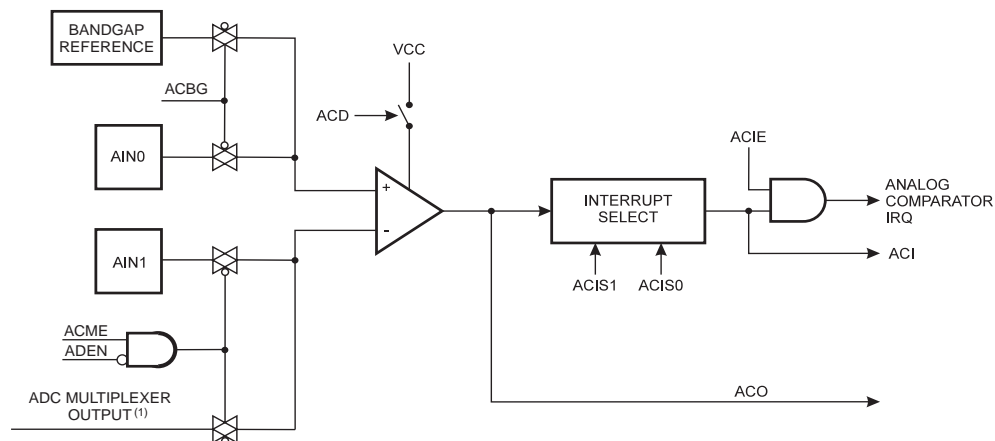 BANDGAP
REFERENCE
VCC
ACBG
ACD
AIN0
ACIE
+
INTERRUPT
SELECT
ANALOG
COMPARATOR
IRQ
-
AIN1
ACI
ACIS1 ACIS0
ACME
ADEN
ADC MULTIPLEXER
OUTPUT (1)
ACO